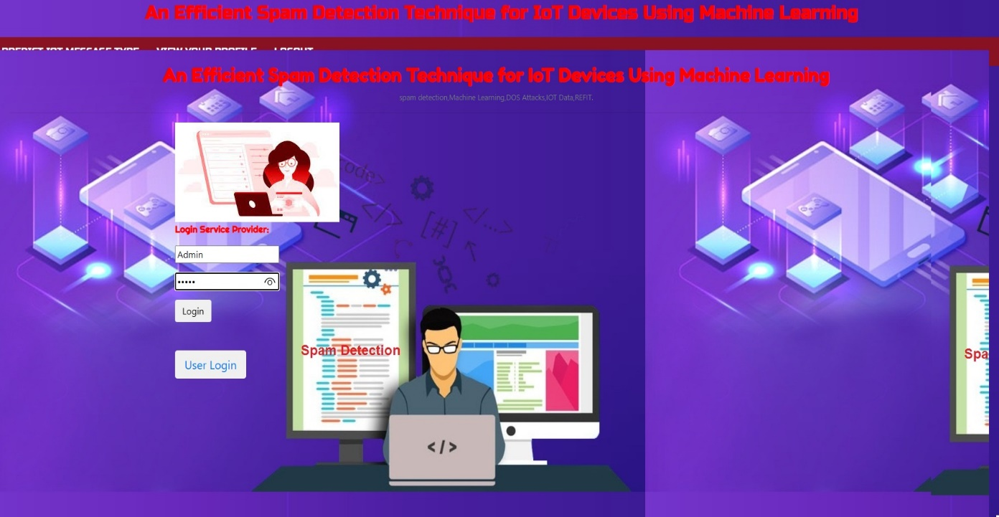 An Efficient Spam Detection Technique for IoT Devices Using Machine Learning
PREDICT IOT MESSAGE TYPE VIEW YOUR PROFILE LOGOUT
An Efficient Spam Detection Technique for IoT Devices Using Machine Learning
spam detection,Machine Learning,DOS Attacks,IOT Data,REFIT.
code>
</>
[#]
</...>
Login Service Provider:
Admin
•••••
Login
Spam Detection
Spa
User Login
</>